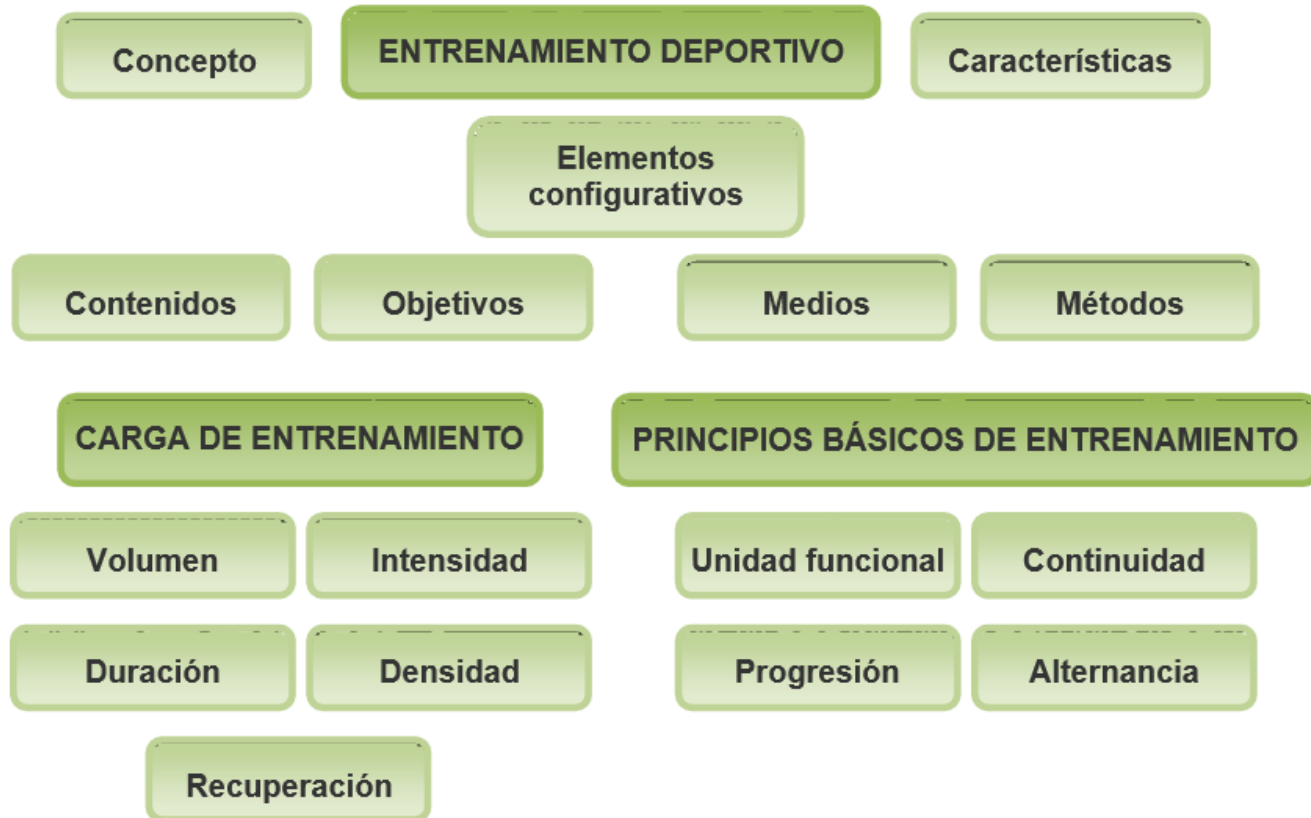 Concepto
ENTRENAMIENTO DEPORTIVO
Característísticas
Elementos
configurativos
Contenidos
Objetivos
Medios
Métodos
CARGA DE ENTRENAMIENTO
PRINCIPIOS BÁSICOS DE ENTRENAMIENTO
Volumen
Intensidad
Unidad funcional
Continuidad
Duración
Densidad
Progresión
Alternancia
Recuperación